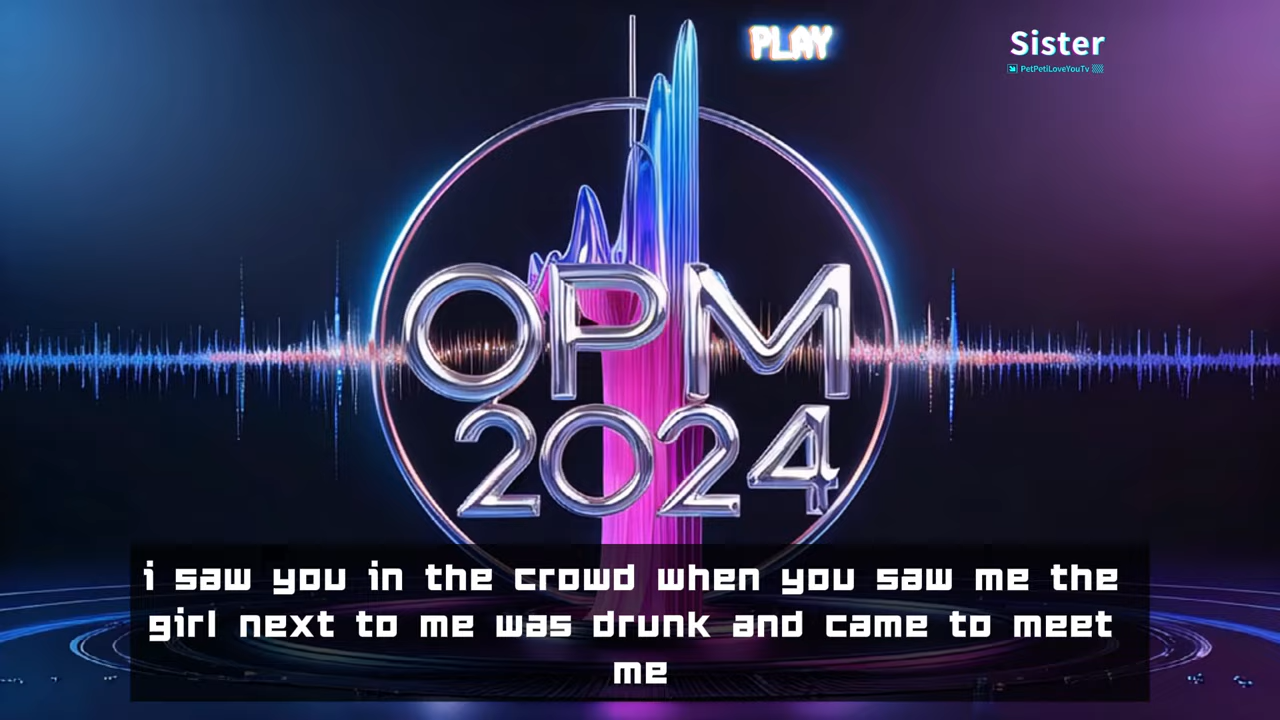 PLAY
Sister
PetPetiLoveYouTv
OPM
2024
i saw you in the crowd when you saw me the
girl next to me was drunk and came to meet
me